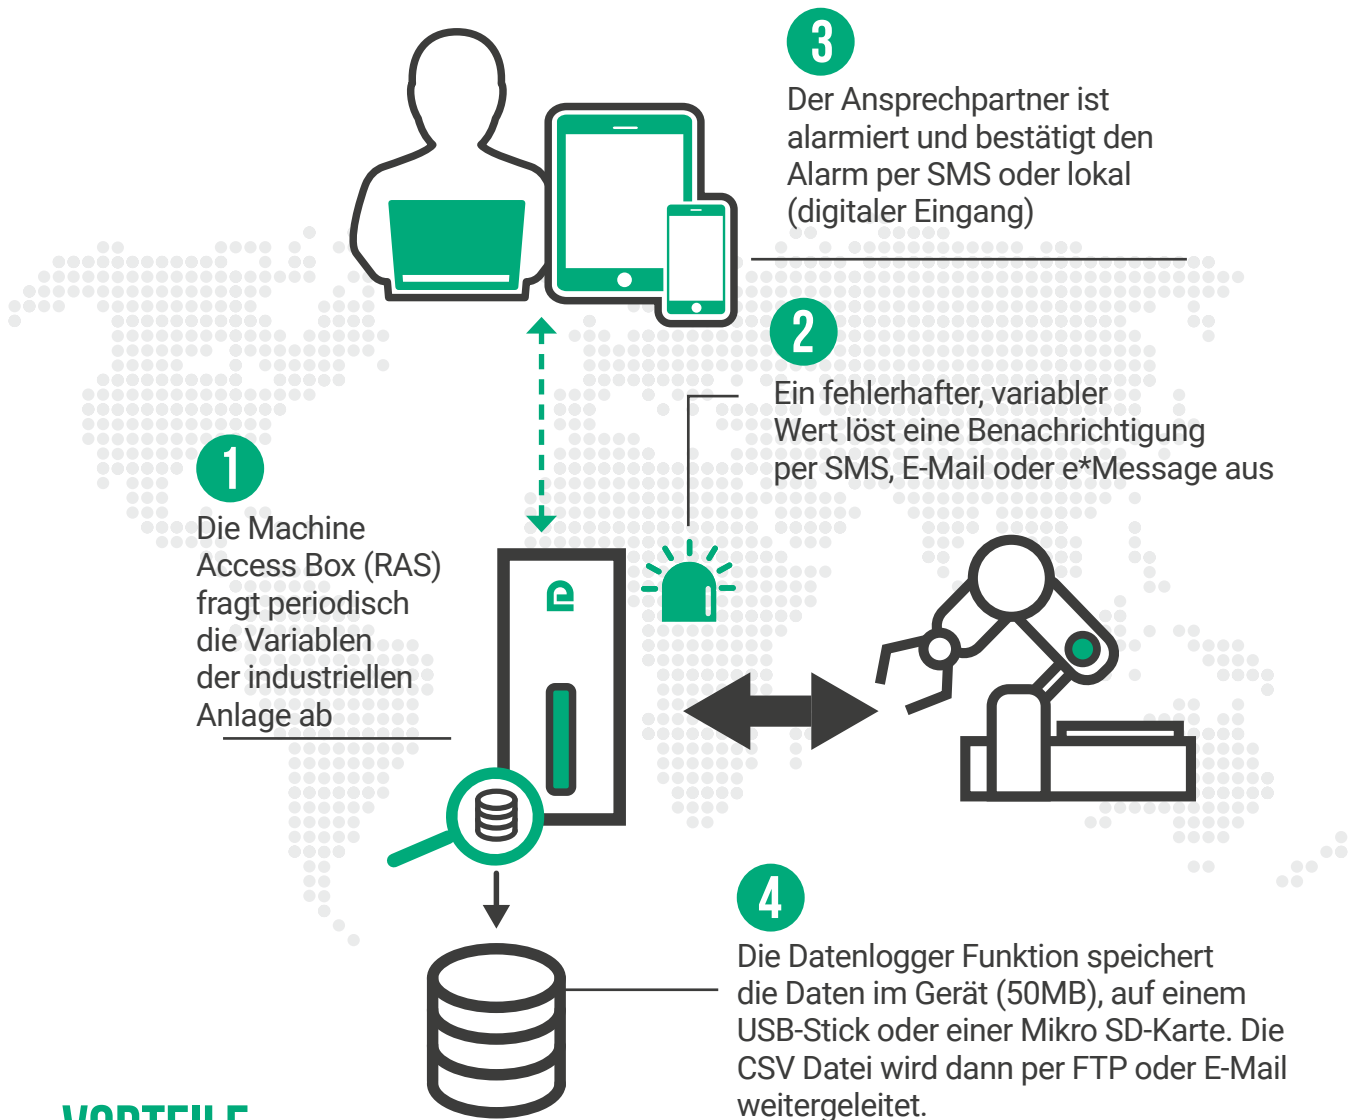 3
Der Ansprechpartner ist
alarmiert und bestätigt den
Alarm per SMS oder lokal
(digitaler Eingang)
2
Ein fehlerhafter, variabler
Wert löst eine Benachrichtigung
per SMS, E-Mail oder e*Message aus
1
Die Machine
Access Box (RAS)
fragt periodisch
die Variablen
der industriellen
Anlage ab
4
Die Datenlogger Funktion speichert
die Daten im Gerät (50MB), auf einem
USB-Stick oder einer Mikro SD-Karte. Die
CSV Datei wird dann per FTP oder E-Mail
weitergeleitet.
VORTEILE